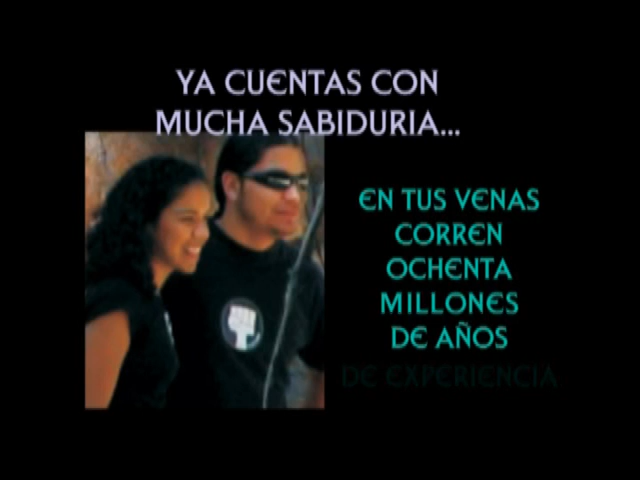 YA CUENTAS CON
MUCHA SABIDURIA...
EN TUS VENAS
CORREN
OCHENTA
MILLONES
DE AÑOS
DE EXPERIENCIA